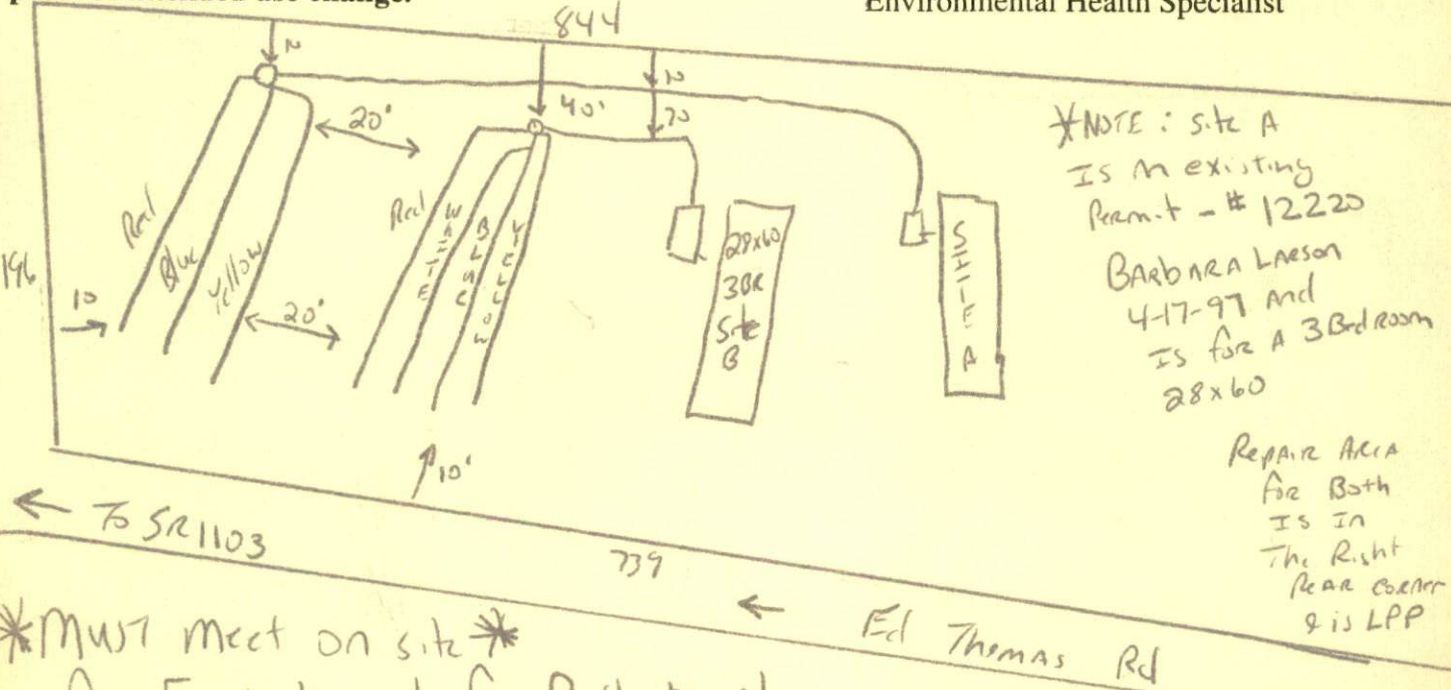 Environmental Health Specialist
844
2
40'
2
20
20'
Red
Blue
Yellow
Red
WHITE
BLUE
YELLOW
28x60
3BR
Site
B
196
10
20'
10'
*NOTE: Site A
Is an existing
Permit - # 12220
BARBARA LARSON
4-17-97 And
Is for A 3 Bedroom
28x60
Repair Area
for Both
Is In
The Right
Rear corner
& is LPP
← To SR1103
739
← Ed Thomas Rd
*MUST meet on site*